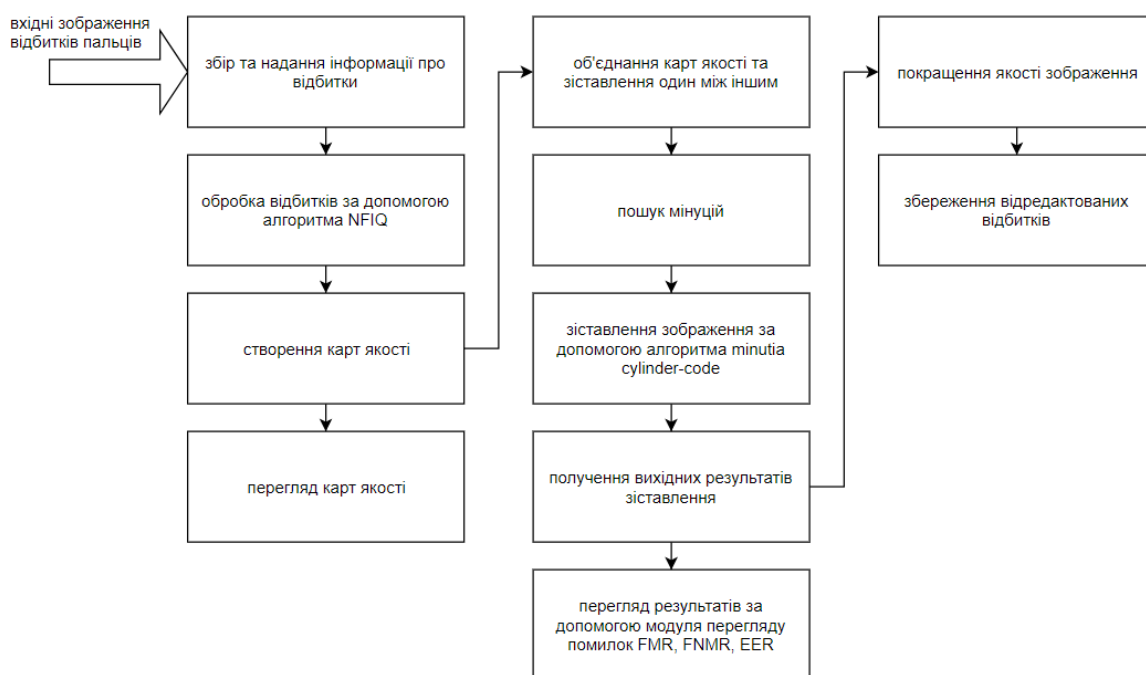 вхідні зображення
відбитків пальців
збір та надання інформації про
відбитки
обробка відбитків за допомогою
алгоритма NFIQ
створення карт якості
перегляд карт якості
об'єднання карт якості та
зіставлення один між іншим
пошук мінуцій
зіставлення зображення за
допомогою алгоритма minutia
cylinder-code
получення вихідних результатів
зіставлення
перегляд результатів за
допомогою модуля перегляду
помилок FMR, FNMR, EER
покращення якості зображення
збереження відредактованих
відбитків